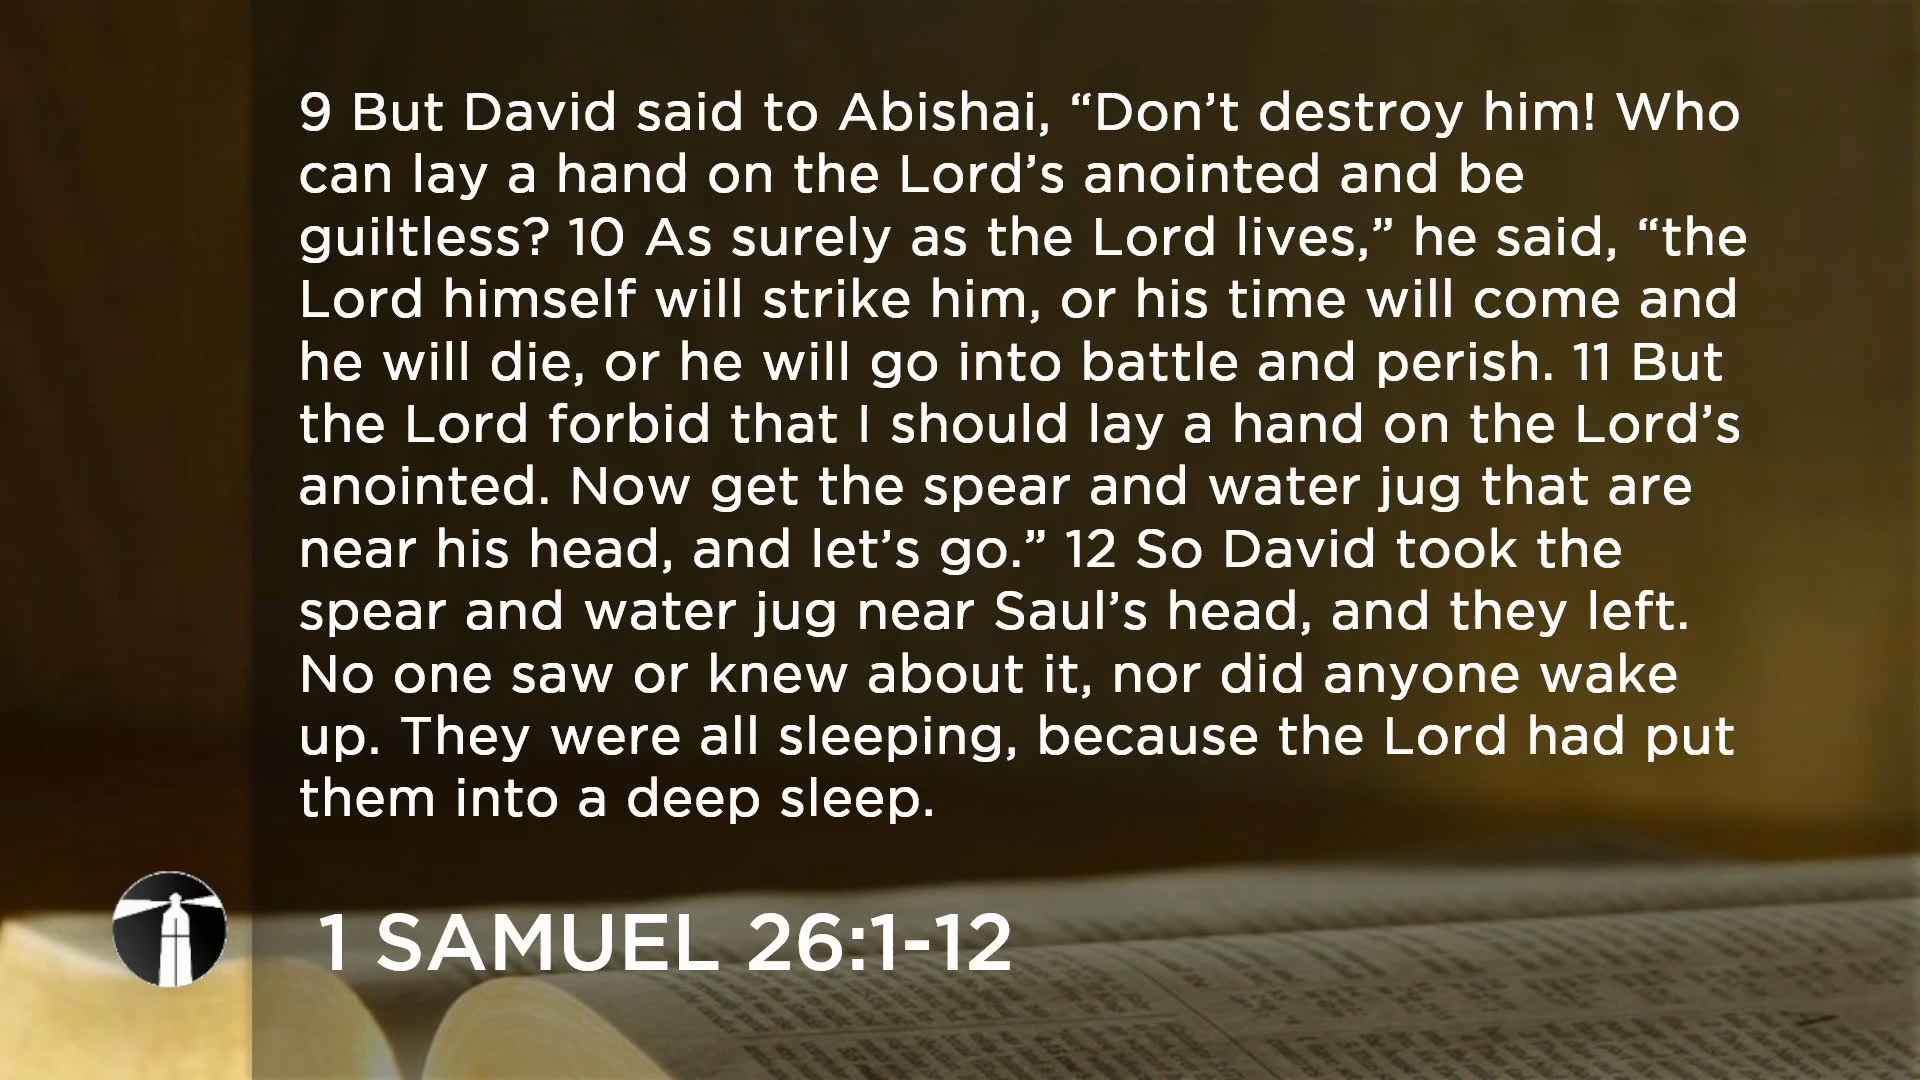 9 But David said to Abishai, “Don’t destroy him! Who
can lay a hand on the Lord’s anointed and be
guiltless? 10 As surely as the Lord lives,” he said, “the
Lord himself will strike him, or his time will come and
he will die, or he will go into battle and perish. 11 But
the Lord forbid that I should lay a hand on the Lord’s
anointed. Now get the spear and water jug that are
near his head, and let’s go.” 12 So David took the
spear and water jug near Saul’s head, and they left.
No one saw or knew about it, nor did anyone wake
up. They were all sleeping, because the Lord had put
them into a deep sleep.
1 SAMUEL 26:1-12